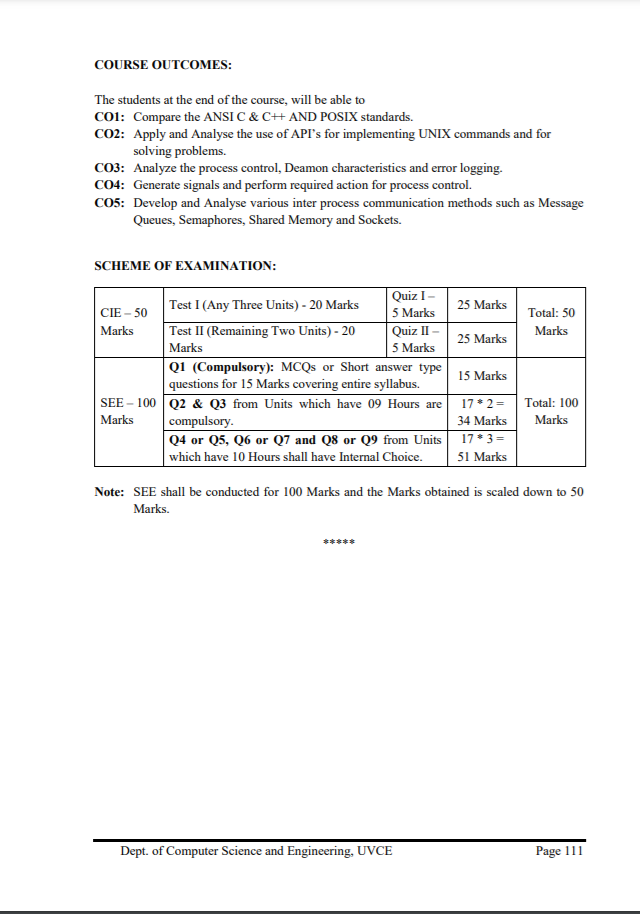 COURSE OUTCOMES:
The students at the end of the course, will be able to
CO1: Compare the ANSI C & C++ AND POSIX standards.
CO2: Apply and Analyse the use of API's for implementing UNIX commands and for
solving problems.
CO3: Analyze the process control, Deamon characteristics and error logging.
CO4: Generate signals and perform required action for process control.
CO5: Develop and Analyse various inter process communication methods such as Message
Queues, Semaphores, Shared Memory and Sockets.
SCHEME OF EXAMINATION:
CIE – 50
Marks
Test I (Any Three Units) - 20 Marks
Quiz I –
5 Marks
25 Marks
Total: 50
Marks
Test II (Remaining Two Units) - 20
Marks
Quiz II –
5 Marks
25 Marks
SEE – 100
Marks
Q1 (Compulsory): MCQs or Short answer type
questions for 15 Marks covering entire syllabus.
15 Marks
Total: 100
Marks
Q2 & Q3 from Units which have 09 Hours are
compulsory.
17 * 2 =
34 Marks
Q4 or Q5, Q6 or Q7 and Q8 or Q9 from Units
which have 10 Hours shall have Internal Choice.
17 * 3 =
51 Marks
Note: SEE shall be conducted for 100 Marks and the Marks obtained is scaled down to 50
Marks.
*****
Dept. of Computer Science and Engineering, UVCE Page 111